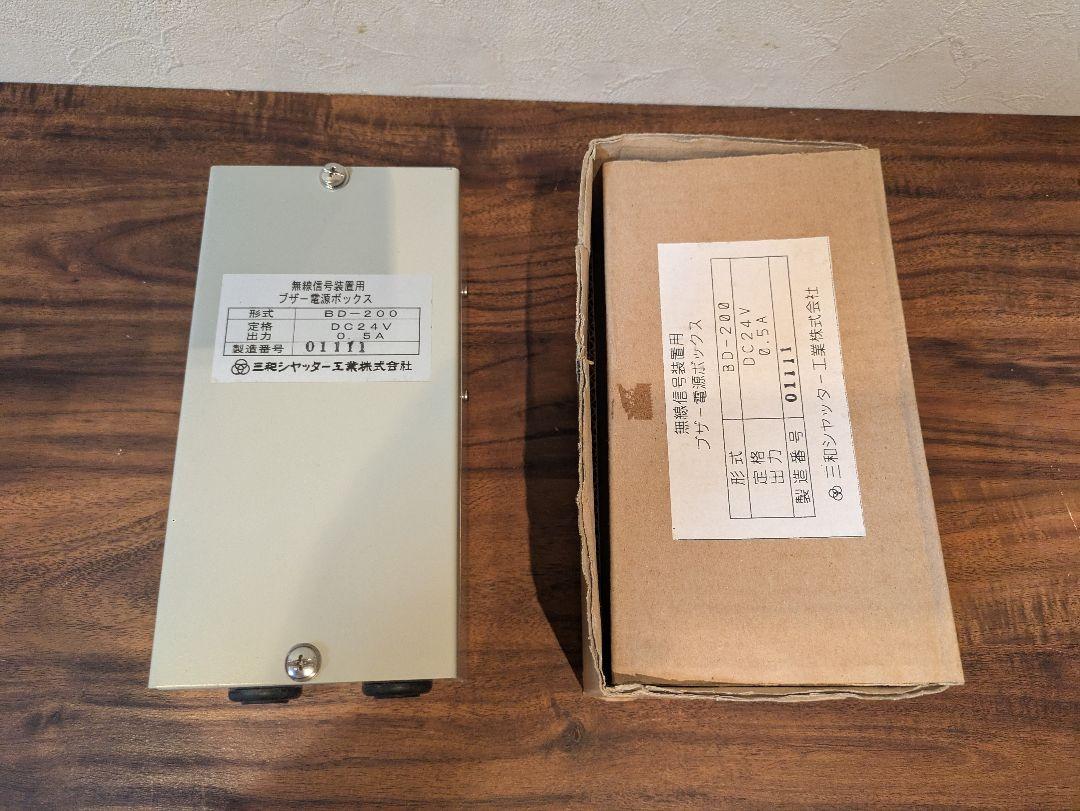 無線信号装置用
ブザー電源ボックス
形式 BD-200
定格 DC24V
出力 0.5A
製造番号 01111
三和シヤッター工業株式会社
無線信号装置用
ブザー電源ボックス
形式 BD-200
定格 DC24V
出力 0.5A
製造番号 01111
三和シヤッター工業株式会社